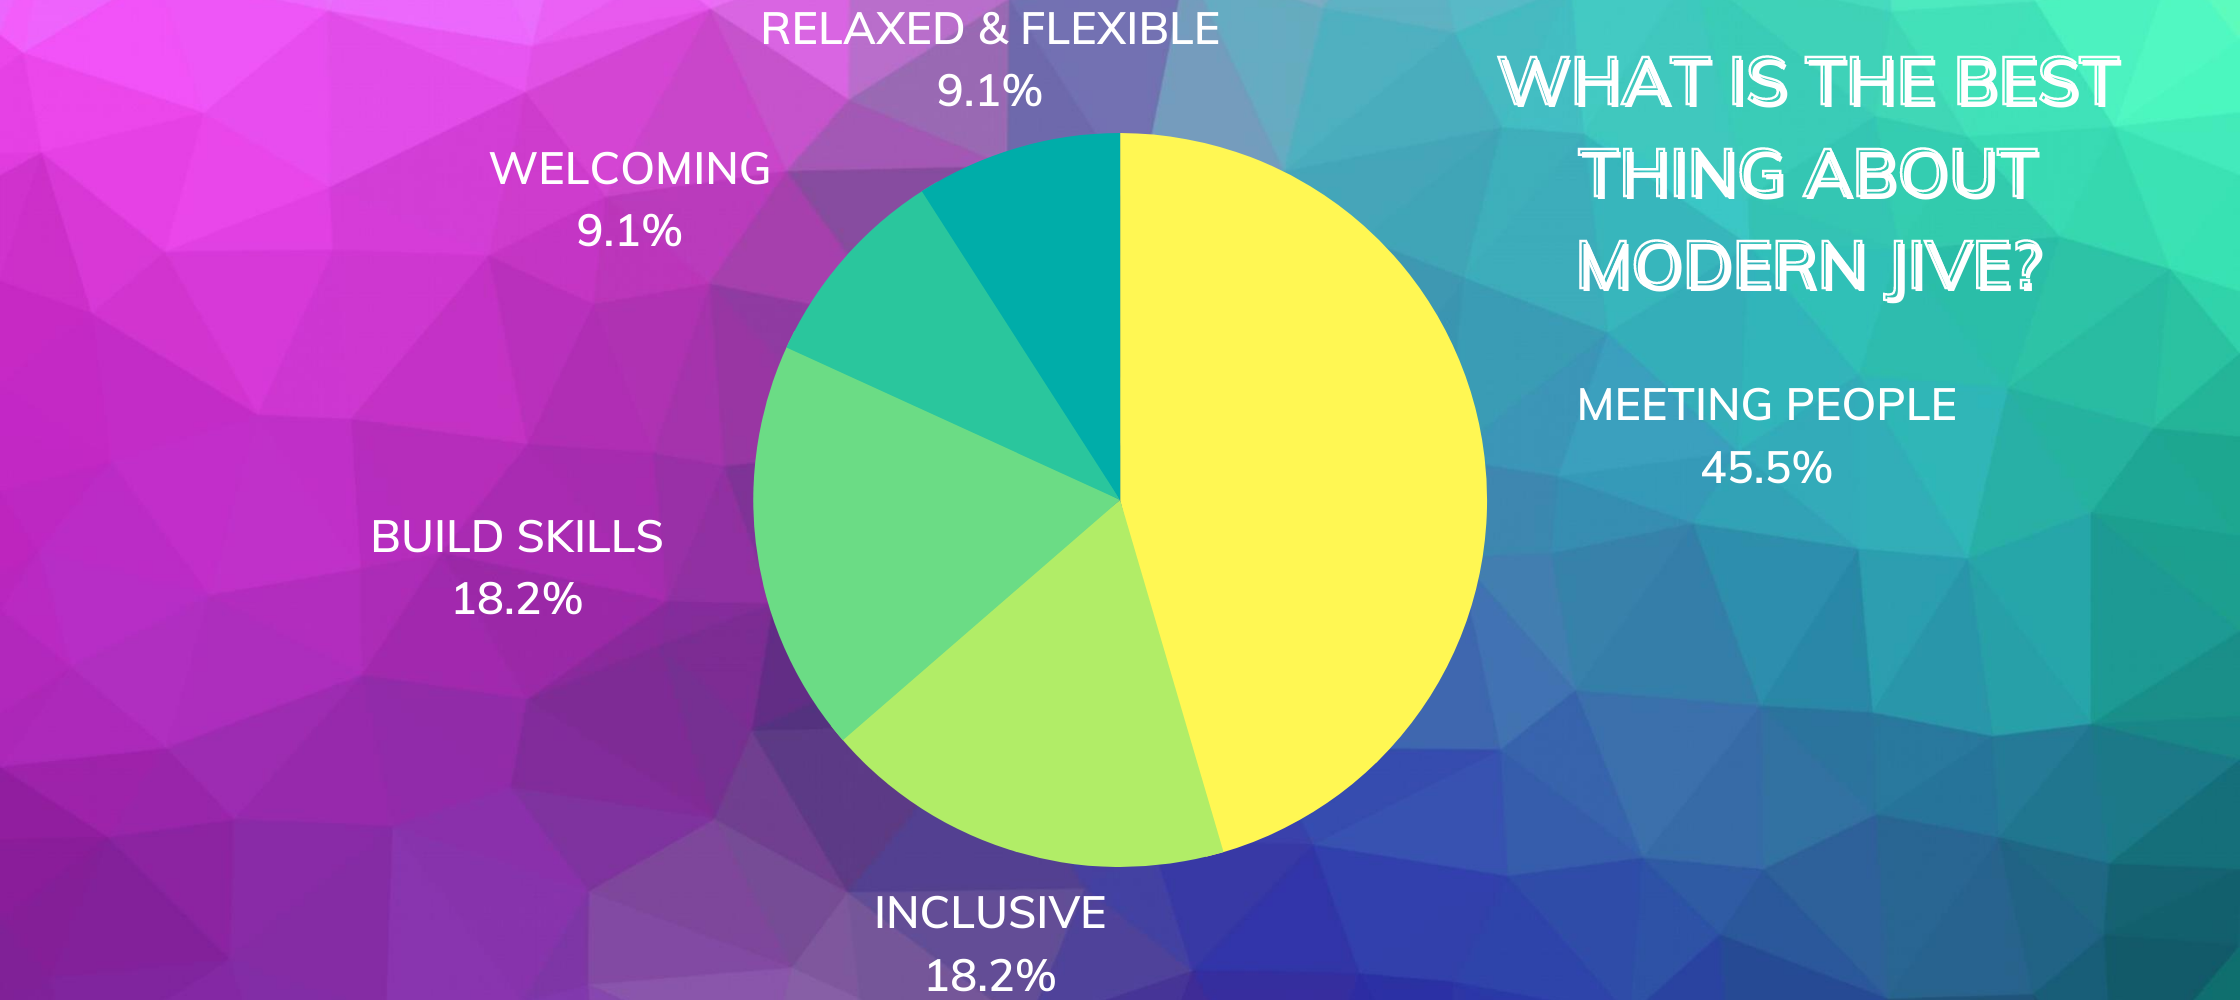 RELAXED & FLEXIBLE
9.1%
WHAT IS THE BEST
THING ABOUT
MODERN JIVE?
WELCOMING
9.1%
MEETING PEOPLE
45.5%
BUILD SKILLS
18.2%
INCLUSIVE
18.2%